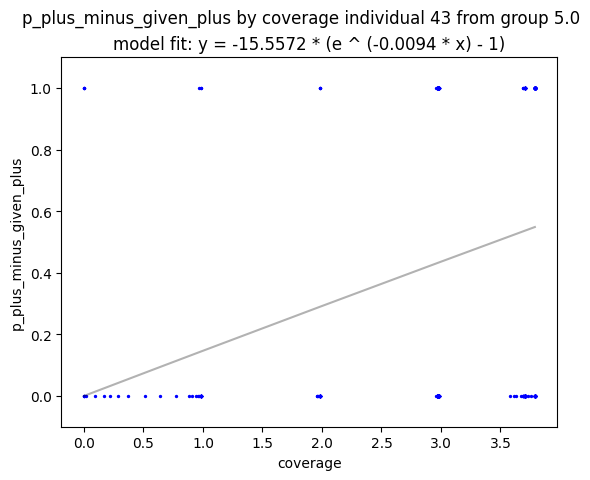 p_plus_minus_given_plus by coverage individual 43 from group 5.0
model fit: y = -15.5572 * (e ^ (-0.0094 * x) - 1)
p_plus_minus_given_plus
1.0
0.8
0.6
0.4
0.2
0.0
0.0 0.5 1.0 1.5 2.0 2.5 3.0 3.5
coverage